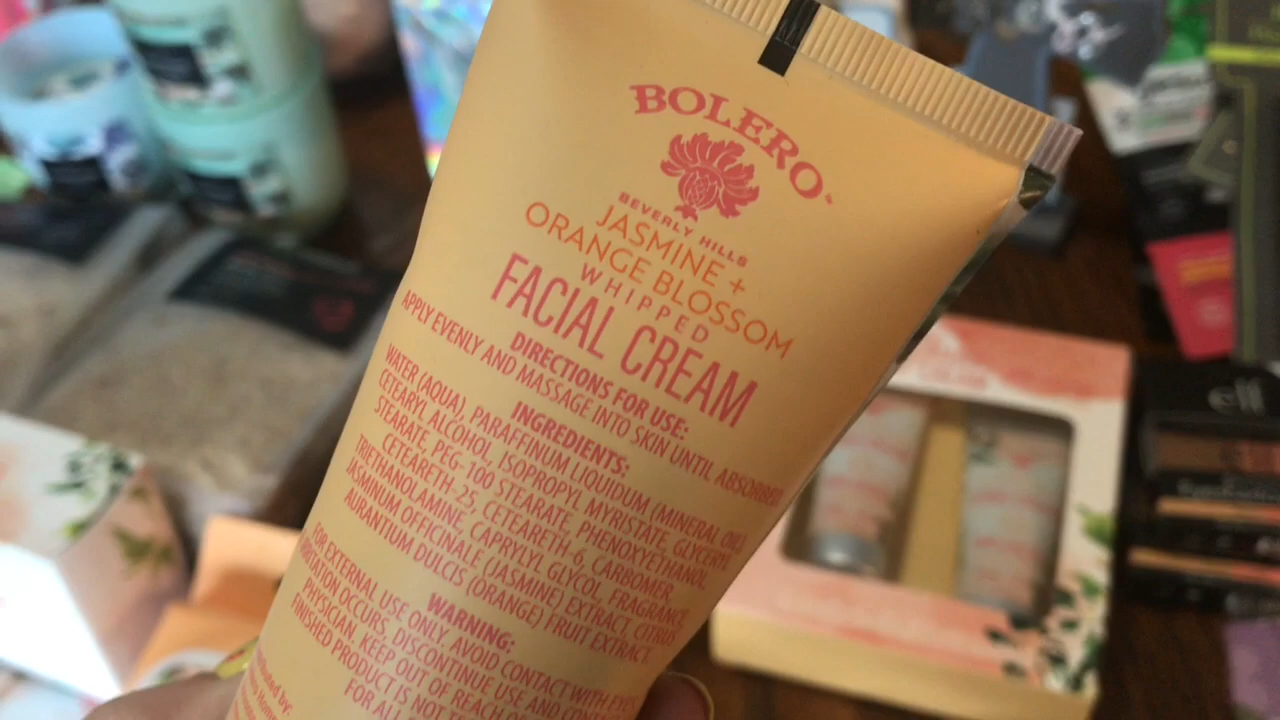 BOLERO
BEVERLY HILLS
JASMINE +
ORANGE BLOSSOM
WHIPPED
FACIAL CREAM
DIRECTIONS FOR USE:
APPLY EVENLY AND MASSAGE INTO SKIN UNTIL ABSORBED
INGREDIENTS:
WATER (AQUA), PARAFFINUM LIQUIDUM (MINERAL OIL)
CETEARYL ALCOHOL, ISOPROPYL MYRISTATE, GLYCERYL
STEARATE, PEG-100 STEARATE, PHENOXYETHANOL,
CETEARETH-25, CETEARETH-6, CARBOMER,
TRIETHANOLAMINE, CAPRYLYL GLYCOL, FRAGRANCE,
JASMINUM OFFICINALE (JASMINE) EXTRACT, CITRUS
AURANTIUM DULCIS (ORANGE) FRUIT EXTRACT.
WARNING:
FOR EXTERNAL USE ONLY. AVOID CONTACT WITH EYES
OCCURS, DISCONTINUE USE AND
PHYSICIAN. KEEP OUT OF REACH
FINISHED PRODUCT IS NOT
FOR ALL
by:
elf